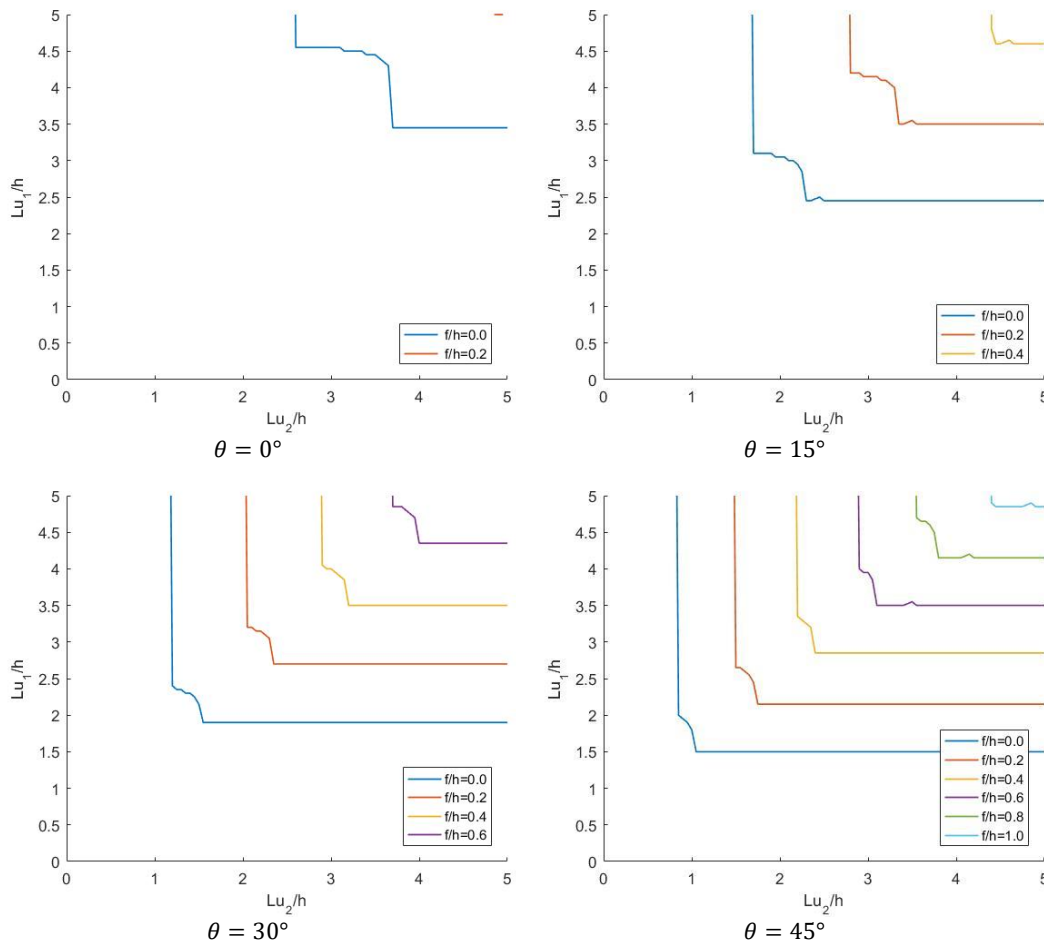 5
4.5
4
3.5
3
2.5
2
1.5
1
0.5
0
Lu₁/h
0 1 2 3 4 5
Lu₂/h
f/h=0.0
f/h=0.2
θ = 0°
5
4.5
4
3.5
3
2.5
2
1.5
1
0.5
0
Lu₁/h
0 1 2 3 4 5
Lu₂/h
f/h=0.0
f/h=0.2
f/h=0.4
θ = 15°
5
4.5
4
3.5
3
2.5
2
1.5
1
0.5
0
Lu₁/h
0 1 2 3 4 5
Lu₂/h
f/h=0.0
f/h=0.2
f/h=0.4
f/h=0.6
θ = 30°
5
4.5
4
3.5
3
2.5
2
1.5
1
0.5
0
Lu₁/h
0 1 2 3 4 5
Lu₂/h
f/h=0.0
f/h=0.2
f/h=0.4
f/h=0.6
f/h=0.8
f/h=1.0
θ = 45°